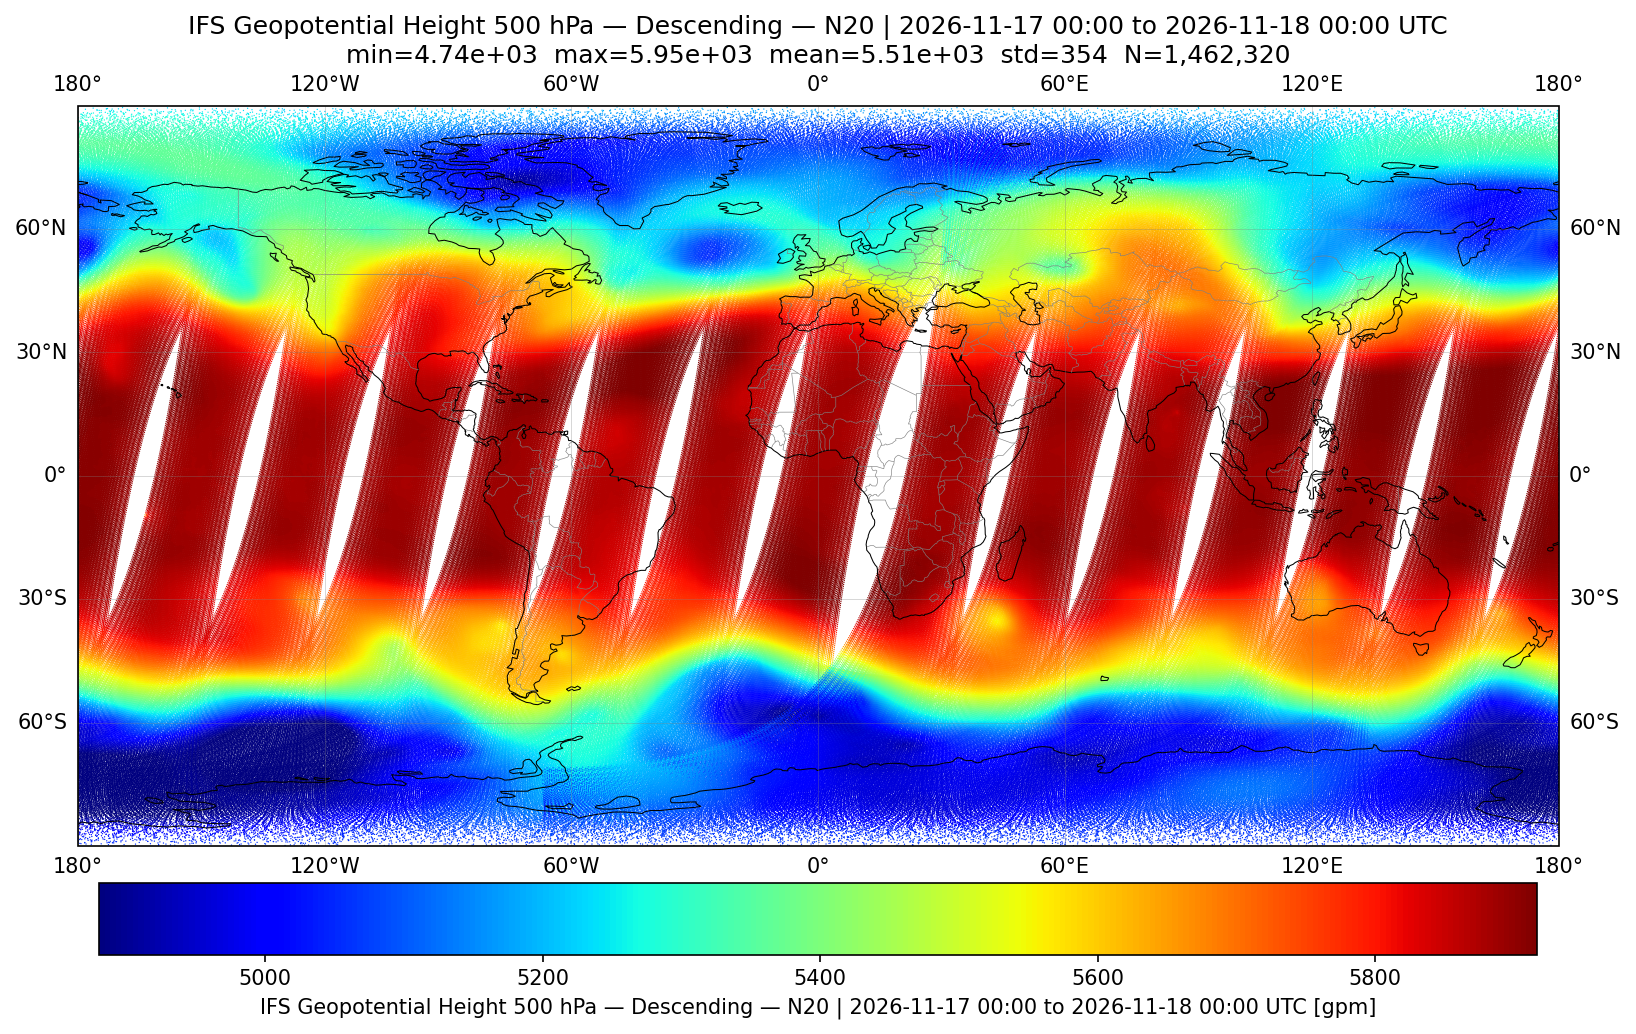 IFS Geopotential Height 500 hPa — Descending — N20 | 2026-11-17 00:00 to 2026-11-18 00:00 UTC
min=4.74e+03 max=5.95e+03 mean=5.51e+03 std=354 N=1,462,320
180° 120°W 60°W 0° 60°E 120°E 180°
60°N 60°N
30°N 30°N
0° 0°
30°S 30°S
60°S 60°S
180° 120°W 60°W 0° 60°E 120°E 180°
5000 5200 5400 5600 5800
IFS Geopotential Height 500 hPa — Descending — N20 | 2026-11-17 00:00 to 2026-11-18 00:00 UTC [gpm]